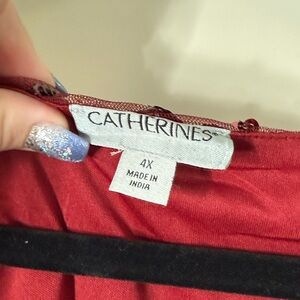 CATHERINES®
4X
MADE IN
INDIA